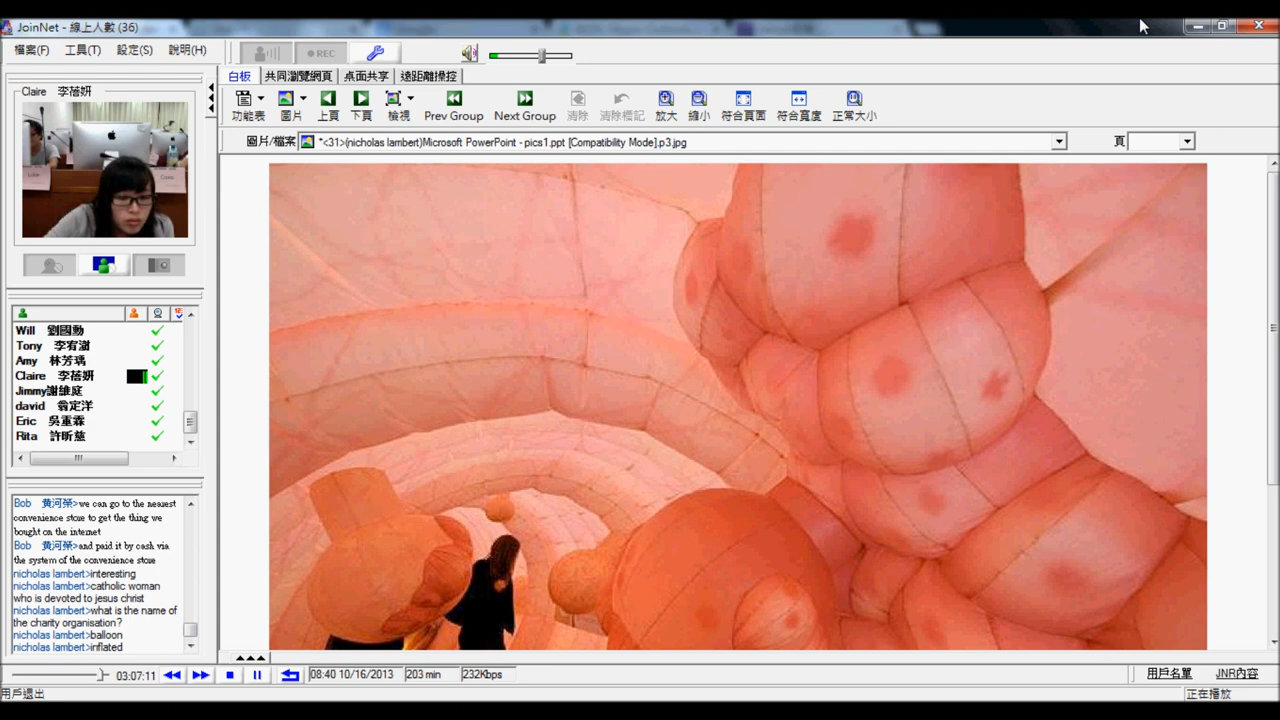 JoinNet - 線上人數 (36)
檔案(F) 工具(T) 設定(S) 說明(H)
REC
白板 共同瀏覽網頁 桌面共享 遠距離操控
功能表 圖片 上頁 下頁 檢視 Prev Group Next Group 清除 清除標記 放大 縮小 符合頁面 符合寬度 正常大小
圖片/檔案 *<31>(nicholas lambert)Microsoft PowerPoint - pics1.ppt [Compatibility Mode].p3.jpg 頁
Claire 李蓓妍
Will 劉國勳
Tony 李宥澍
Amy 林芳瑀
Claire 李蓓妍
Jimmy謝維庭
david 翁定洋
Eric 吳重霖
Rita 許昕慈
Bob 黃河榮>we can go to the nearest
convenience store to get the thing we
bought on the internet
Bob 黃河榮>and paid it by cash via
the system of the convenience store
nicholas lambert>interesting
nicholas lambert>catholic woman
who is devoted to jesus christ
nicholas lambert>what is the name of
the charity organisation?
nicholas lambert>balloon
nicholas lambert>inflated
03:07:11 08:40 10/16/2013 203 min 232Kbps 用戶名單 JNR內容
用戶退出 正在播放